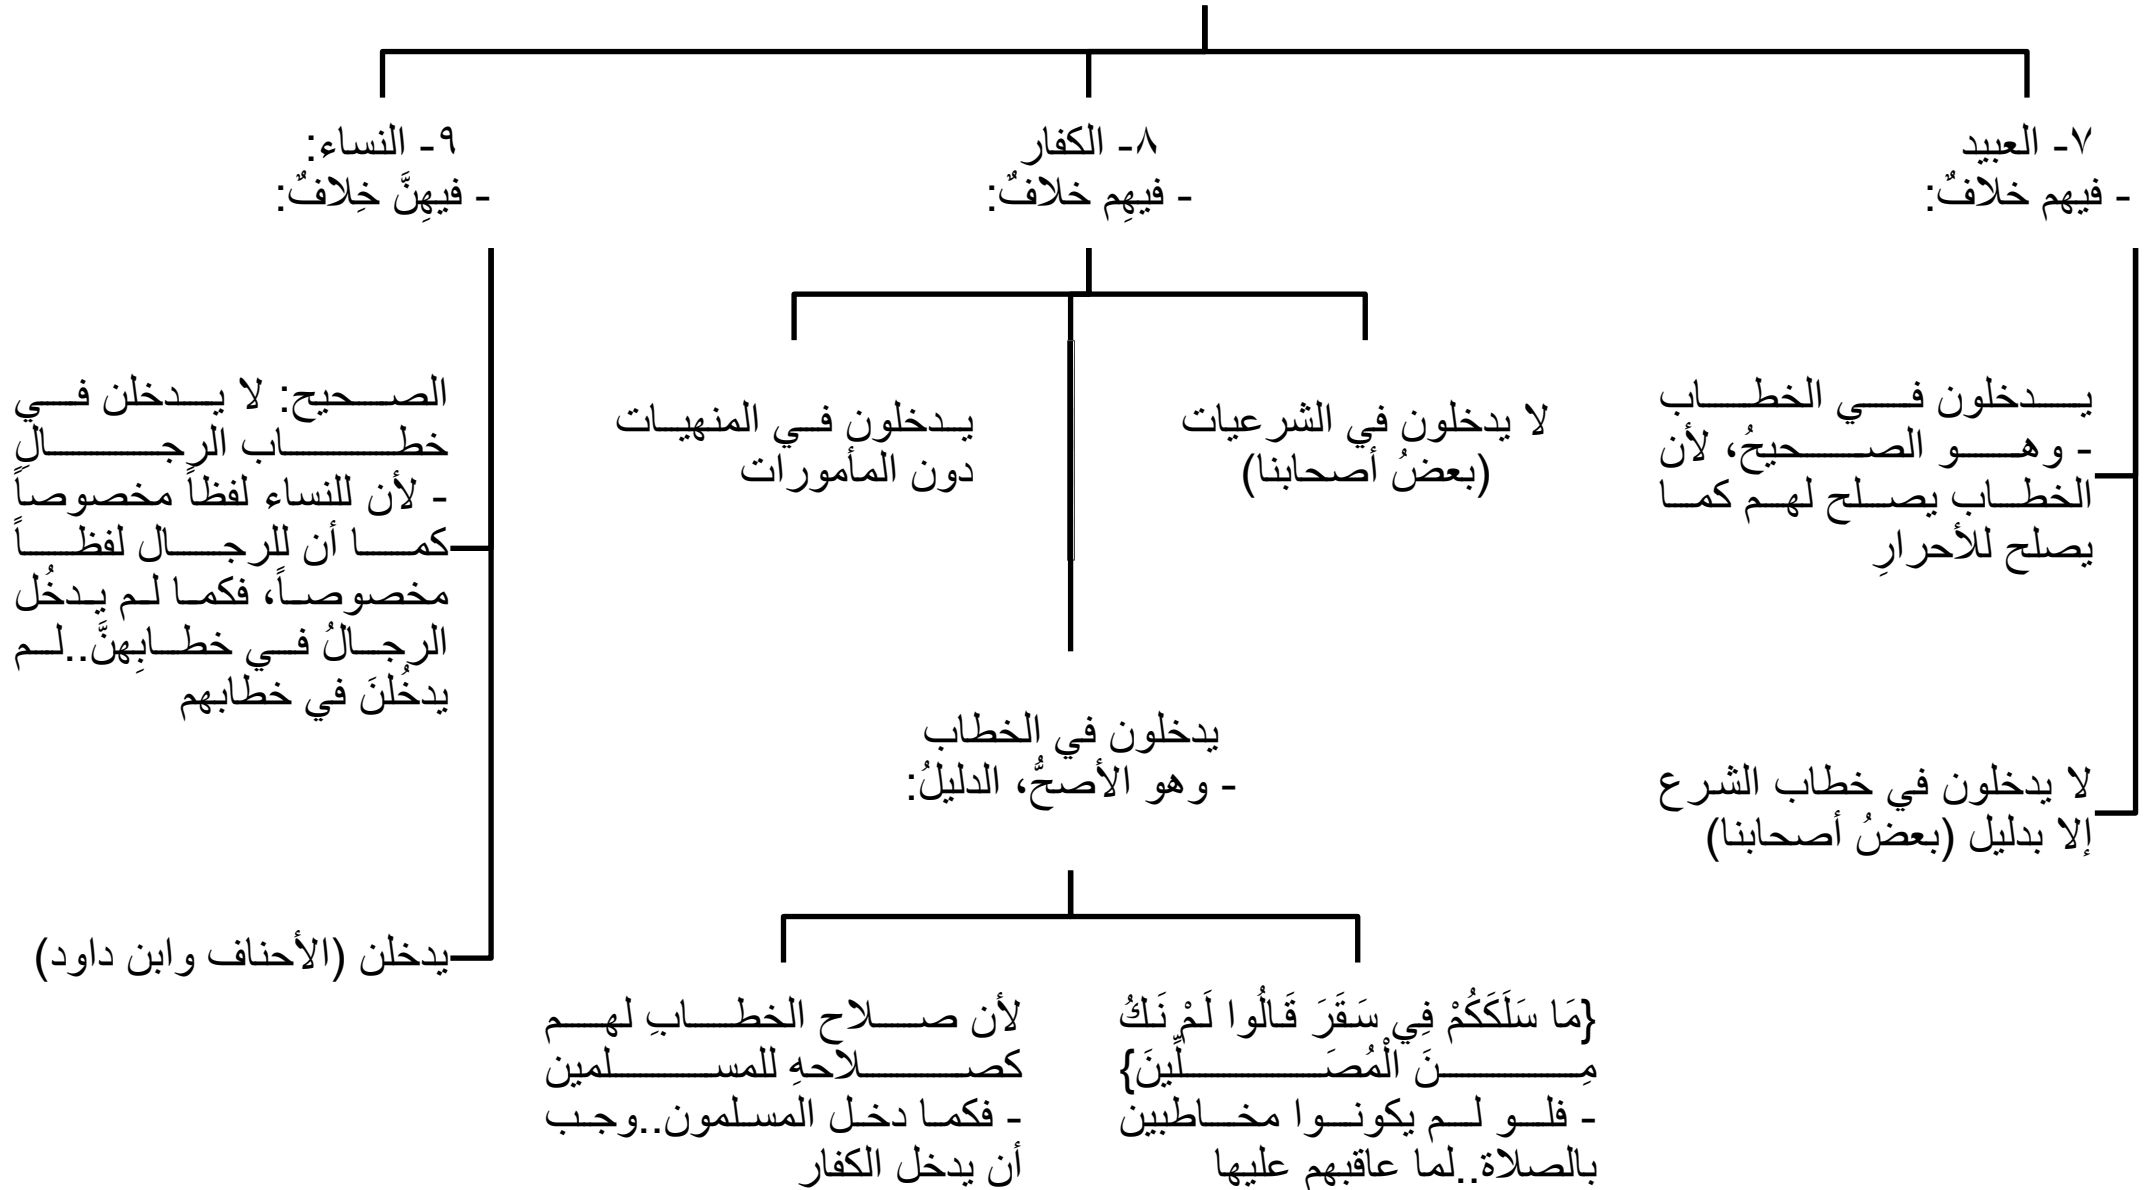 ٧- العبيد
- فيهم خلافٌ:
يدخلون في الخطاب
- وهو الصحيحُ، لأن
الخطاب يصلح لهم كما
يصلح للأحرارِ
لا يدخلون في خطاب الشرع
إلا بدليل (بعضُ أصحابنا)
٨- الكفار
- فيهِم خلافٌ:
لا يدخلون في الشرعيات
(بعضُ أصحابنا)
يدخلون في المنهيات
دون المأمورات
يدخلون في الخطاب
- وهو الأصحُّ، الدليلُ:
{مَا سَلَكَكُمْ فِي سَقَرَ قَالُوا لَمْ نَكُ
مِنَ الْمُصَلِّينَ}
- فلو لم يكونوا مخاطبين
بالصلاة..لما عاقبهم عليها
لأن صلاح الخطابِ لهم
كصلاحهِ للمسلمين
- فكما دخل المسلمون..وجب
أن يدخل الكفار
٩- النساء:
- فيهِنَّ خِلافٌ:
الصحيح: لا يدخلن في
خطاب الرجالِ
- لأن للنساء لفظاً مخصوصاً
كما أن للرجال لفظاً
مخصوصاً، فكما لم يدخُل
الرجالُ في خطابِهنَّ..لم
يدخُلنَ في خطابهم
يدخلن (الأحناف وابن داود)